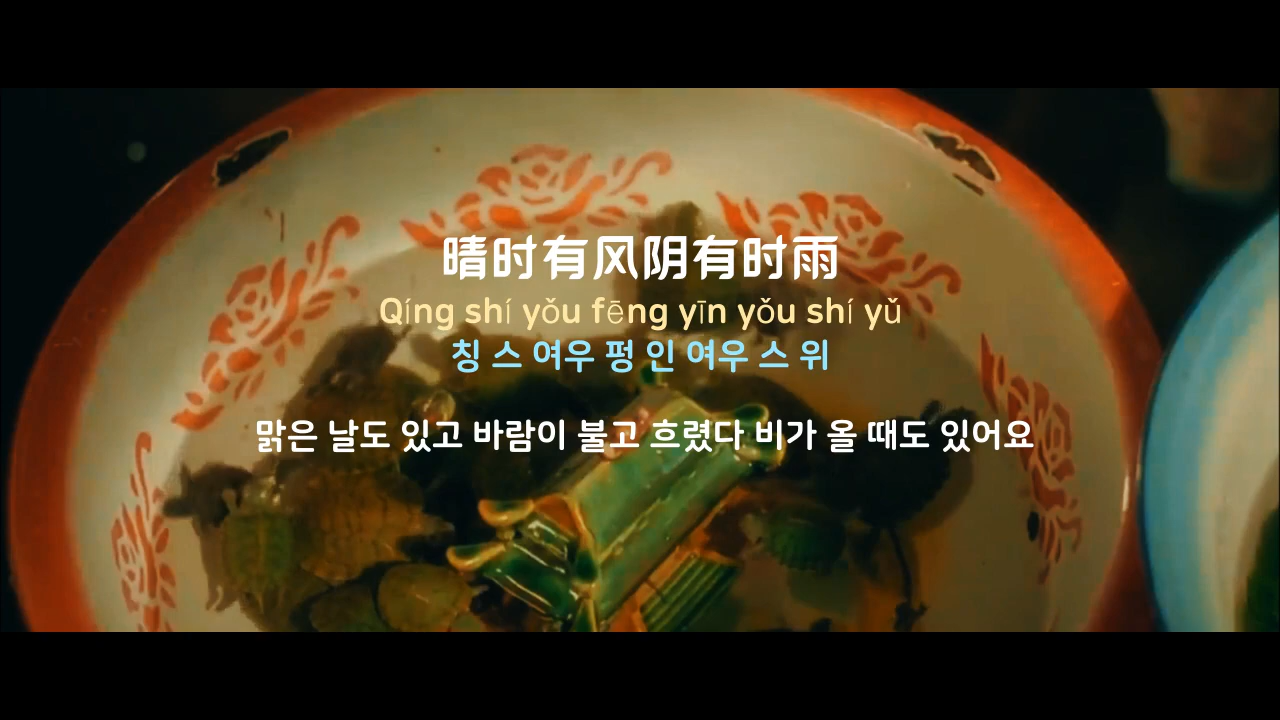 晴时有风阴有时雨
Qíng shí yǒu fēng yīn yǒu shí yǔ
칭 스 여우 펑 인 여우 스 위
맑은 날도 있고 바람이 불고 흐렸다 비가 올 때도 있어요